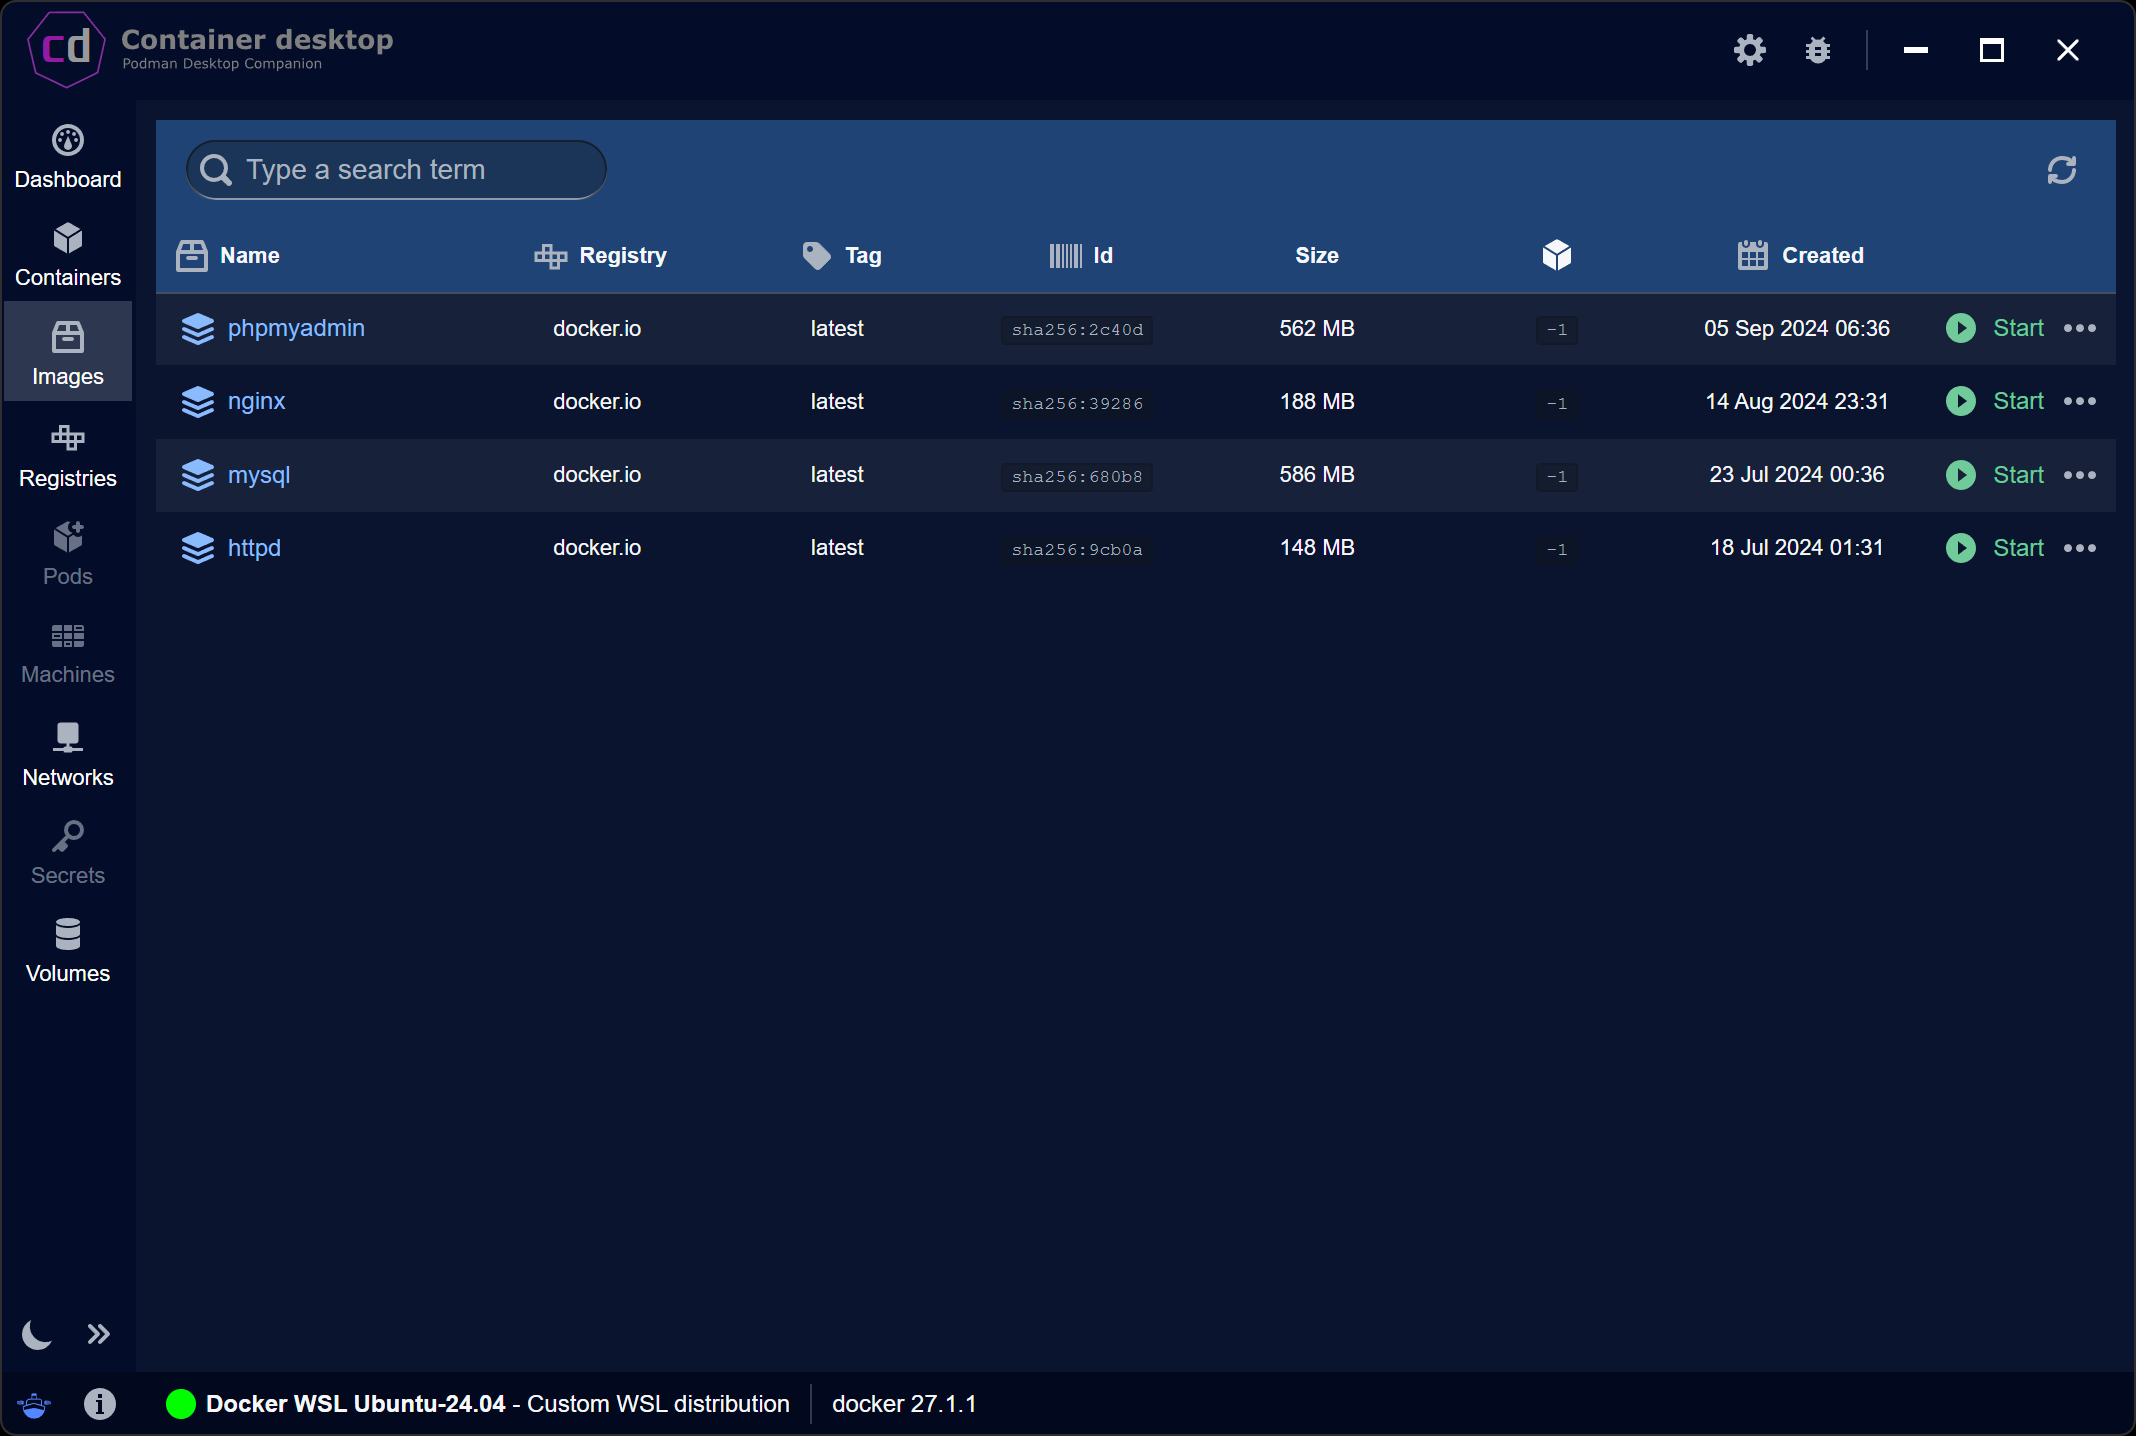 cd
Container desktop
Podman Desktop Companion
Dashboard
Containers
Images
Registries
Pods
Machines
Networks
Secrets
Volumes
Type a search term
Name Registry Tag Id Size Created
phpmyadmin docker.io latest sha256:2c40d 562 MB -1 05 Sep 2024 06:36 Start
nginx docker.io latest sha256:39286 188 MB -1 14 Aug 2024 23:31 Start
mysql docker.io latest sha256:680b8 586 MB -1 23 Jul 2024 00:36 Start
httpd docker.io latest sha256:9cb0a 148 MB -1 18 Jul 2024 01:31 Start
Docker WSL Ubuntu-24.04 - Custom WSL distribution docker 27.1.1